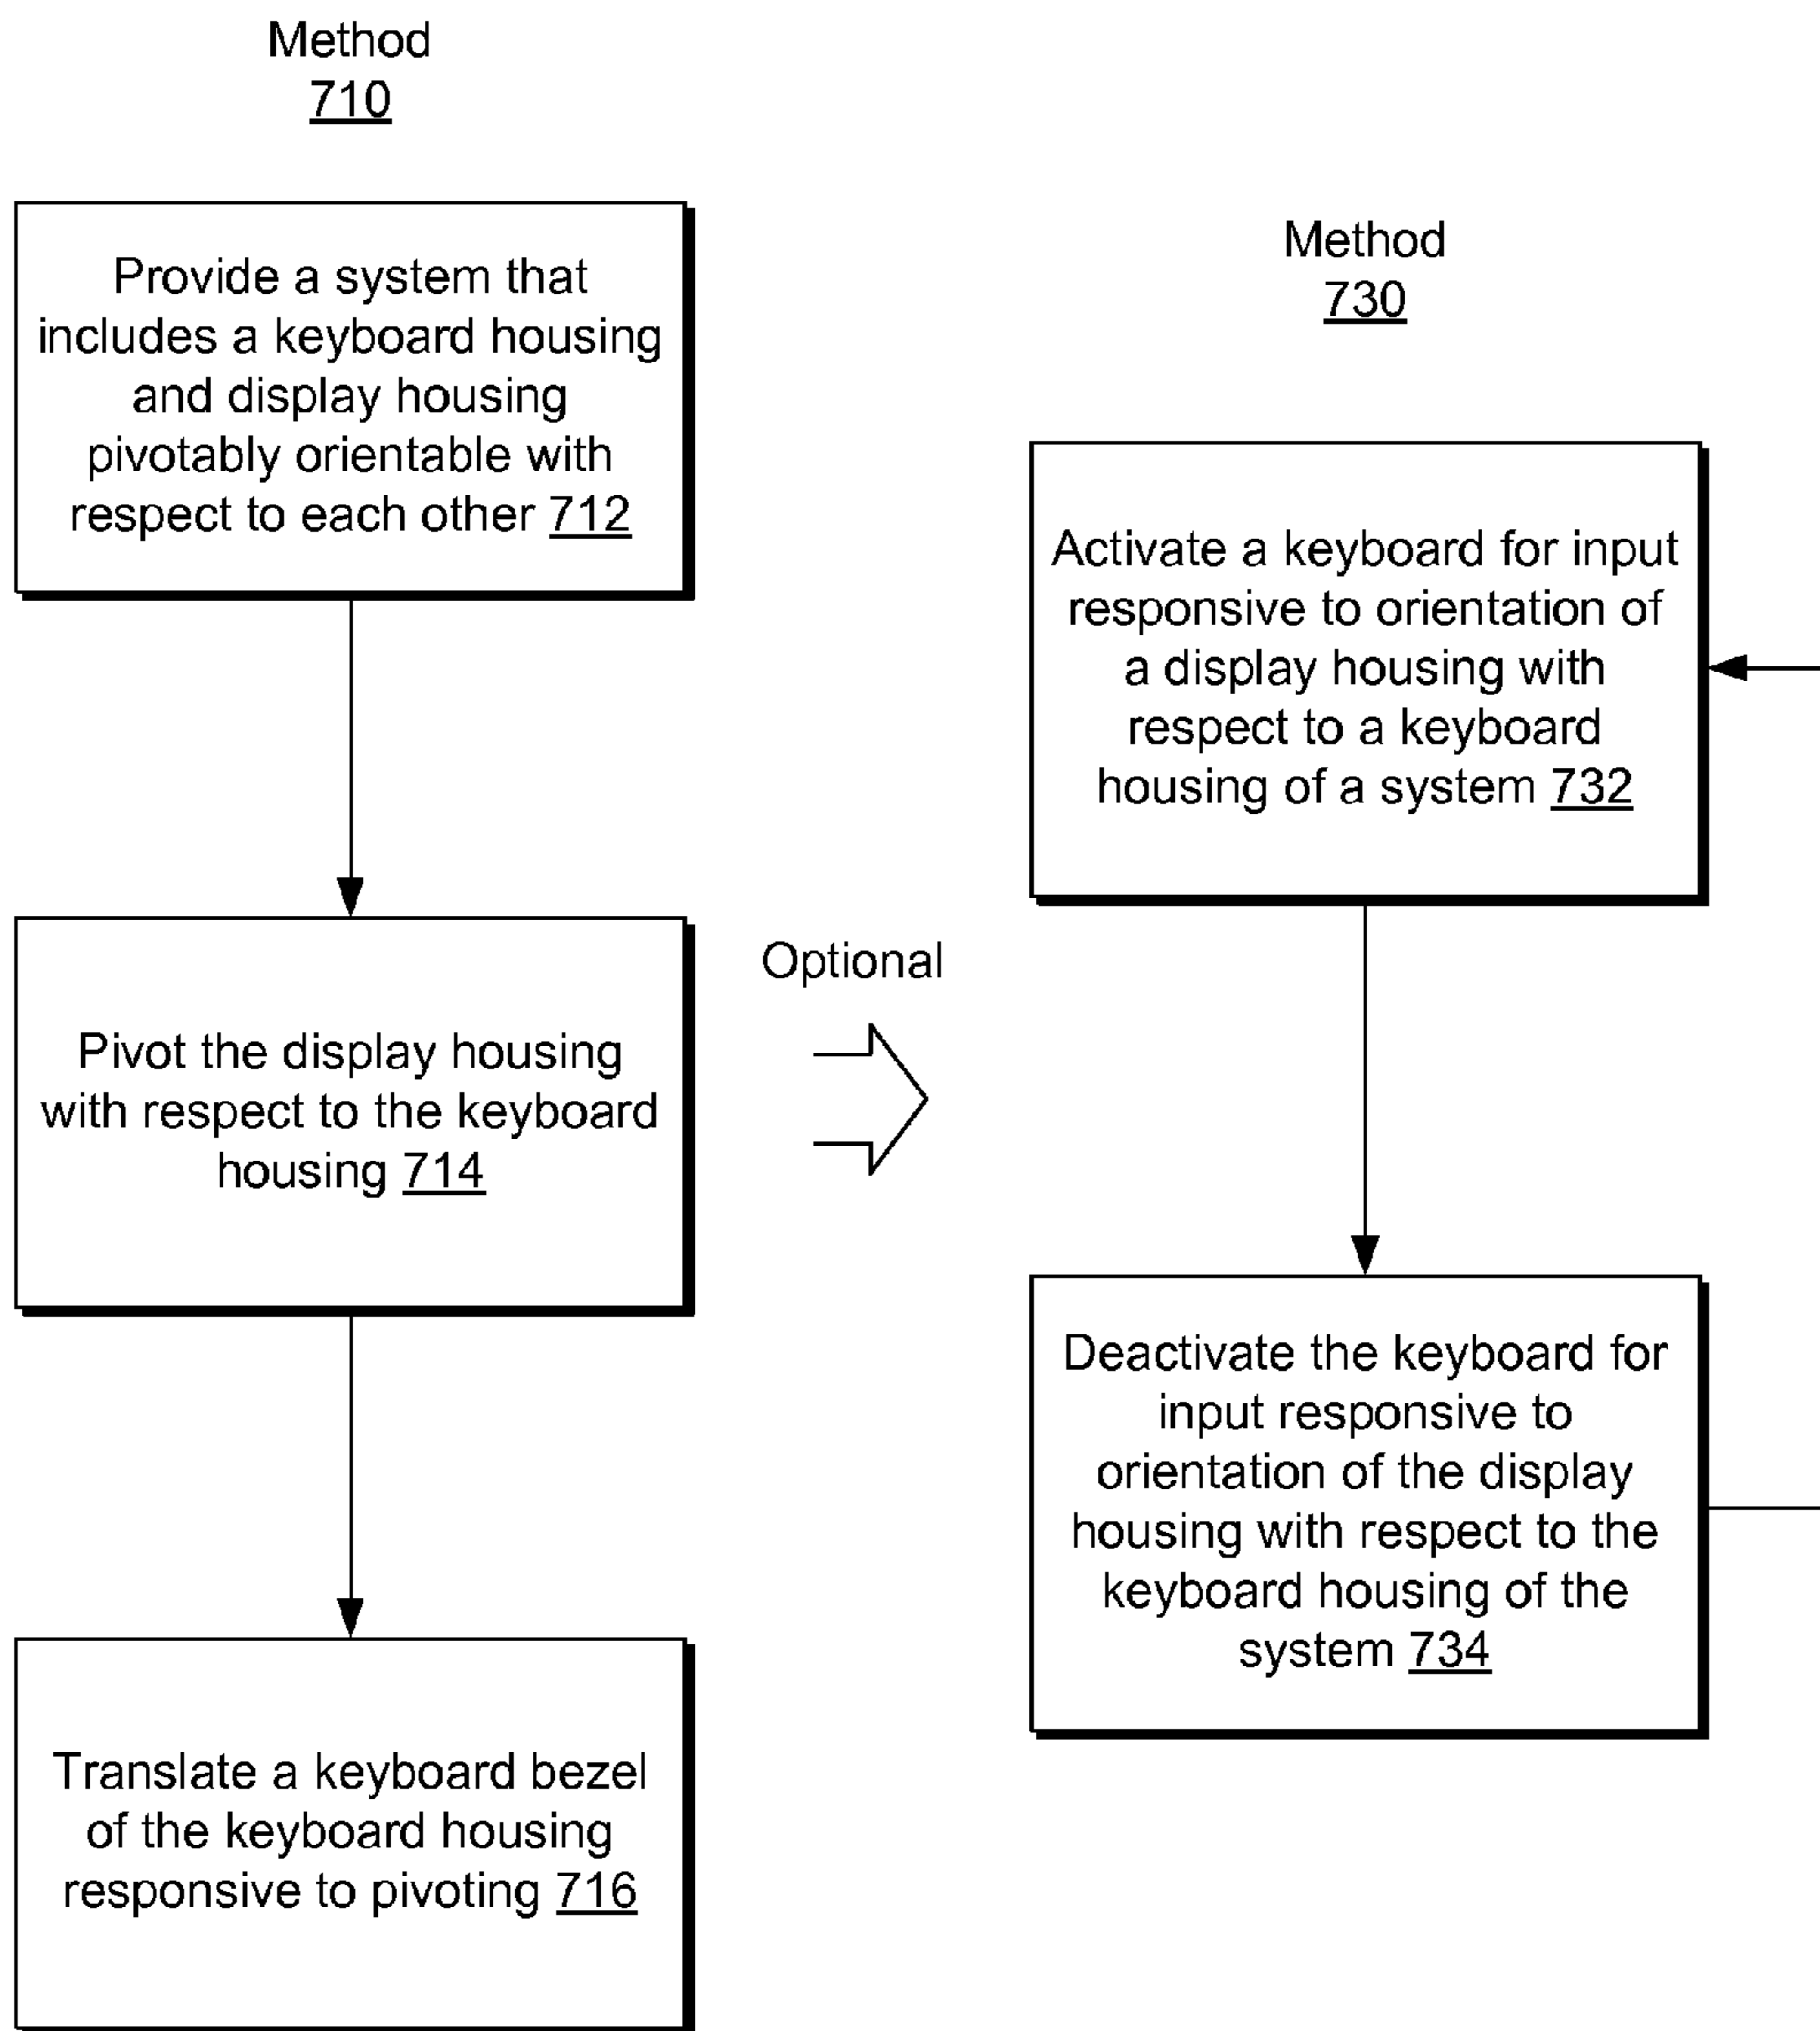 Method
710
Provide a system that
includes a keyboard housing
and display housing
pivotably orientable with
respect to each other 712
Pivot the display housing
with respect to the keyboard
housing 714
Translate a keyboard bezel
of the keyboard housing
responsive to pivoting 716
Optional
Method
730
Activate a keyboard for input
responsive to orientation of
a display housing with
respect to a keyboard
housing of a system 732
Deactivate the keyboard for
input responsive to
orientation of the display
housing with respect to the
keyboard housing of the
system 734